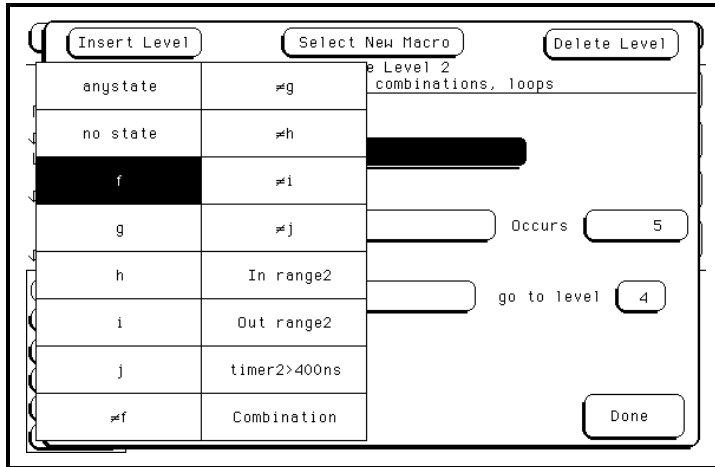 Insert Level Select New Macro Delete Level
e Level 2
combinations, loops
anystate ≠g
no state ≠h
f ≠i
g ≠j
Occurs 5
h In range2
go to level 4
i Out range2
j timer2>400ns
≠f Combination
Done